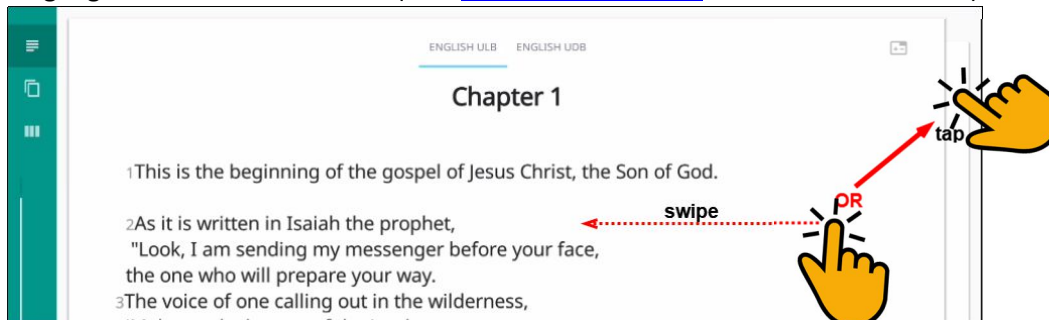 ENGLISH ULB ENGLISH UDB
Chapter 1
tap
1This is the beginning of the gospel of Jesus Christ, the Son of God.
OR
swipe
2As it is written in Isaiah the prophet,
"Look, I am sending my messenger before your face,
the one who will prepare your way.
3The voice of one calling out in the wilderness,